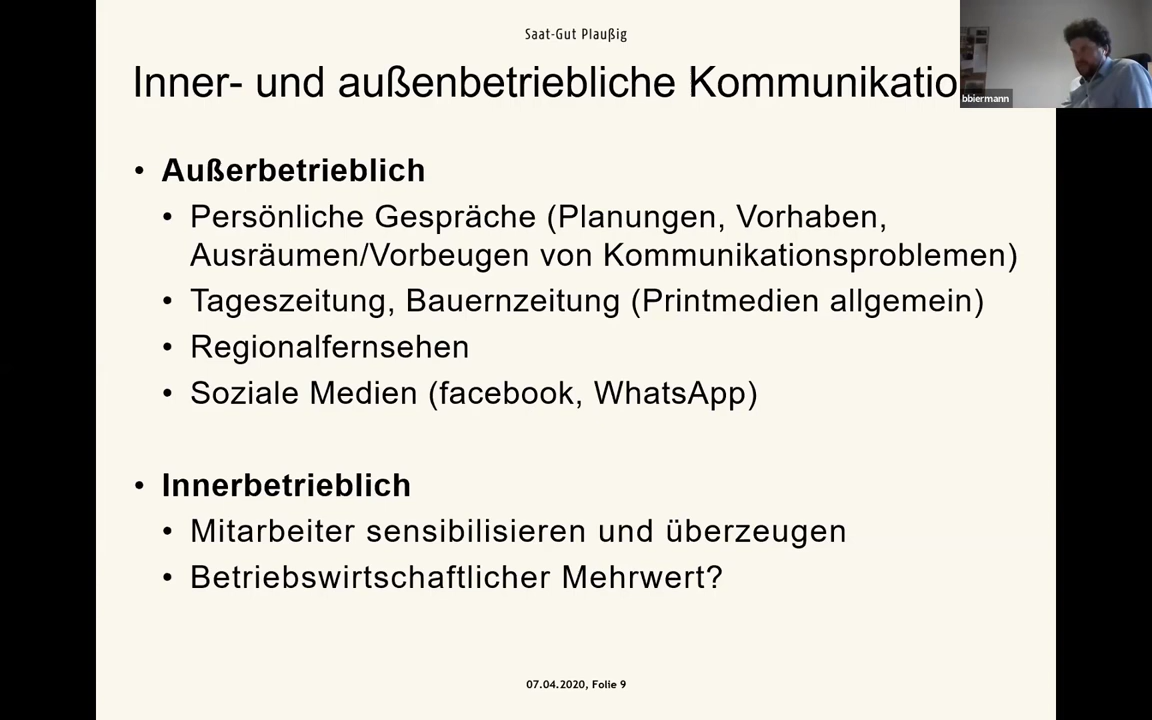 Saat-Gut Plaußig
Inner- und außenbetriebliche Kommunikatio
bbiermann
• Außerbetrieblich
• Persönliche Gespräche (Planungen, Vorhaben,
Ausräumen/Vorbeugen von Kommunikationsproblemen)
• Tageszeitung, Bauernzeitung (Printmedien allgemein)
• Regionalfernsehen
• Soziale Medien (facebook, WhatsApp)
• Innerbetrieblich
• Mitarbeiter sensibilisieren und überzeugen
• Betriebswirtschaftlicher Mehrwert?
07.04.2020, Folie 9